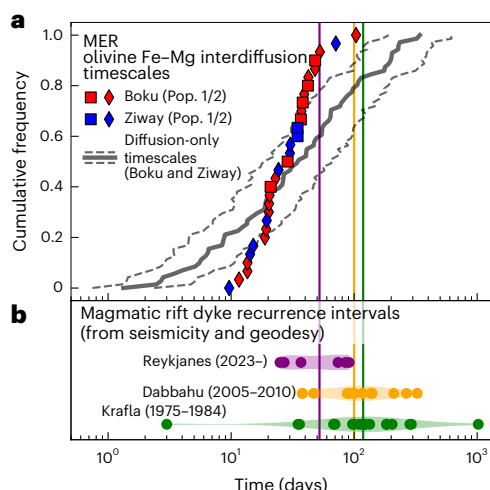 a
1.0
0.8
0.6
0.4
0.2
0
Cumulative frequency
MER
olivine Fe–Mg interdiffusion
timescales
Boku (Pop. 1/2)
Ziway (Pop. 1/2)
Diffusion-only
timescales
(Boku and Ziway)
b
Magmatic rift dyke recurrence intervals
(from seismicity and geodesy)
Reykjanes (2023–)
Dabbahu (2005–2010)
Krafla (1975–1984)
10⁰ 10¹ 10² 10³
Time (days)